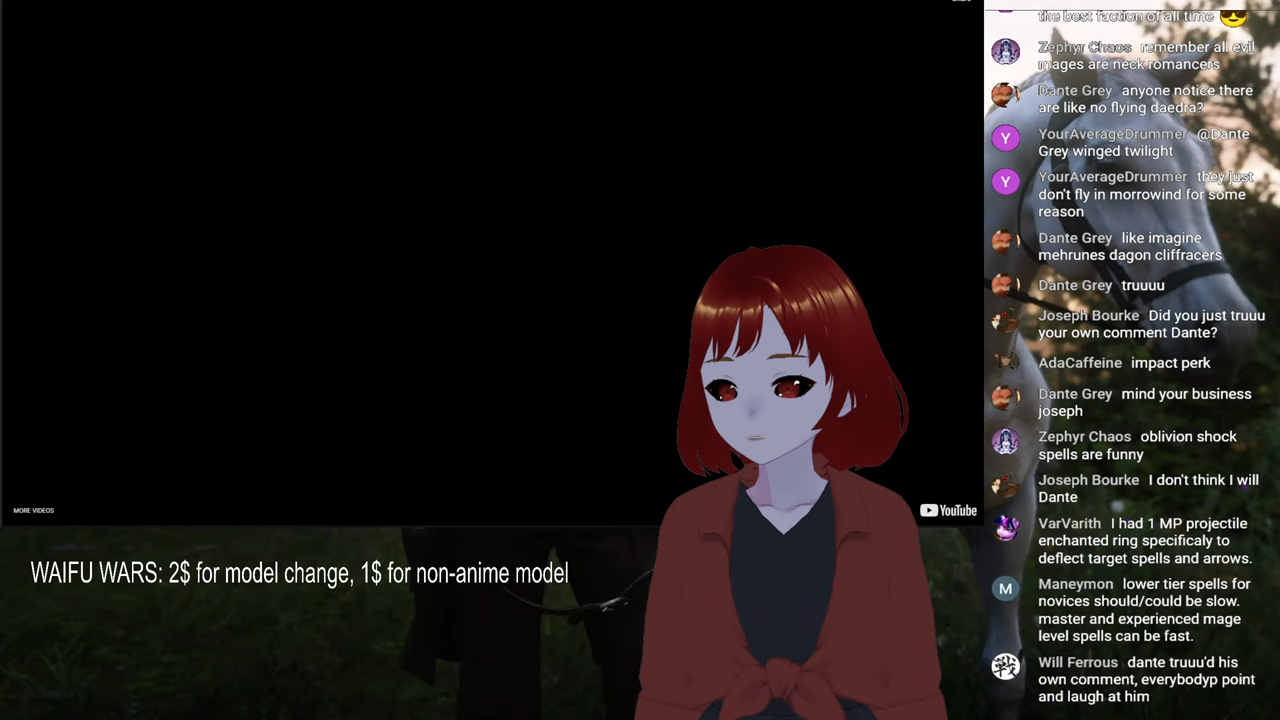 the best faction of all time
Zephyr Chaos remember all evil
mages are neck romancers
Dante Grey anyone notice there
are like no flying daedra?
Y
YourAverageDrummer @Dante
Grey winged twilight
Y
YourAverageDrummer they just
don't fly in morrowind for some
reason
Dante Grey like imagine
mehrunes dagon cliffracers
Dante Grey truuuu
Joseph Bourke Did you just truuu
your own comment Dante?
AdaCaffeine impact perk
Dante Grey mind your business
joseph
Zephyr Chaos oblivion shock
spells are funny
Joseph Bourke I don't think I will
Dante
VarVarith I had 1 MP projectile
enchanted ring specificaly to
deflect target spells and arrows.
M
Maneymon lower tier spells for
novices should/could be slow.
master and experienced mage
level spells can be fast.
Will Ferrous dante truuu'd his
own comment, everybodyp point
and laugh at him
MORE VIDEOS
YouTube
WAIFU WARS: 2$ for model change, 1$ for non-anime model